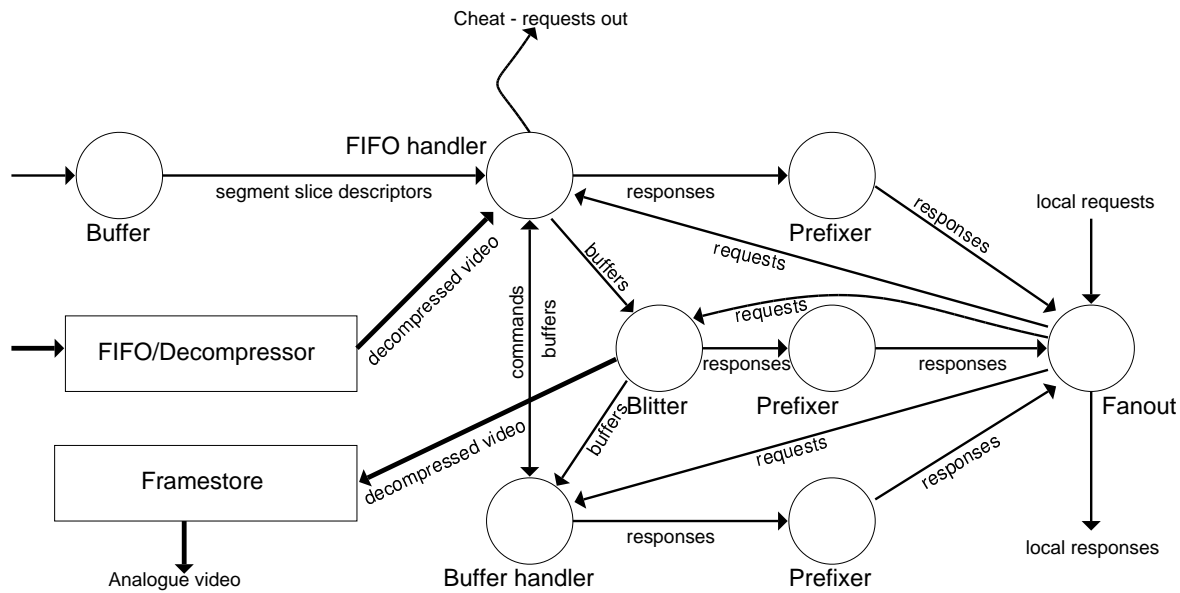 Cheat - requests out
FIFO handler
segment slice descriptors
responses
Buffer
Prefixer
responses
local requests
requests
buffers
decompressed video
commands
buffers
requests
FIFO/Decompressor
responses
responses
Blitter
Prefixer
Fanout
buffers
decompressed video
requests
responses
Framestore
responses
local responses
Analogue video
Buffer handler
Prefixer